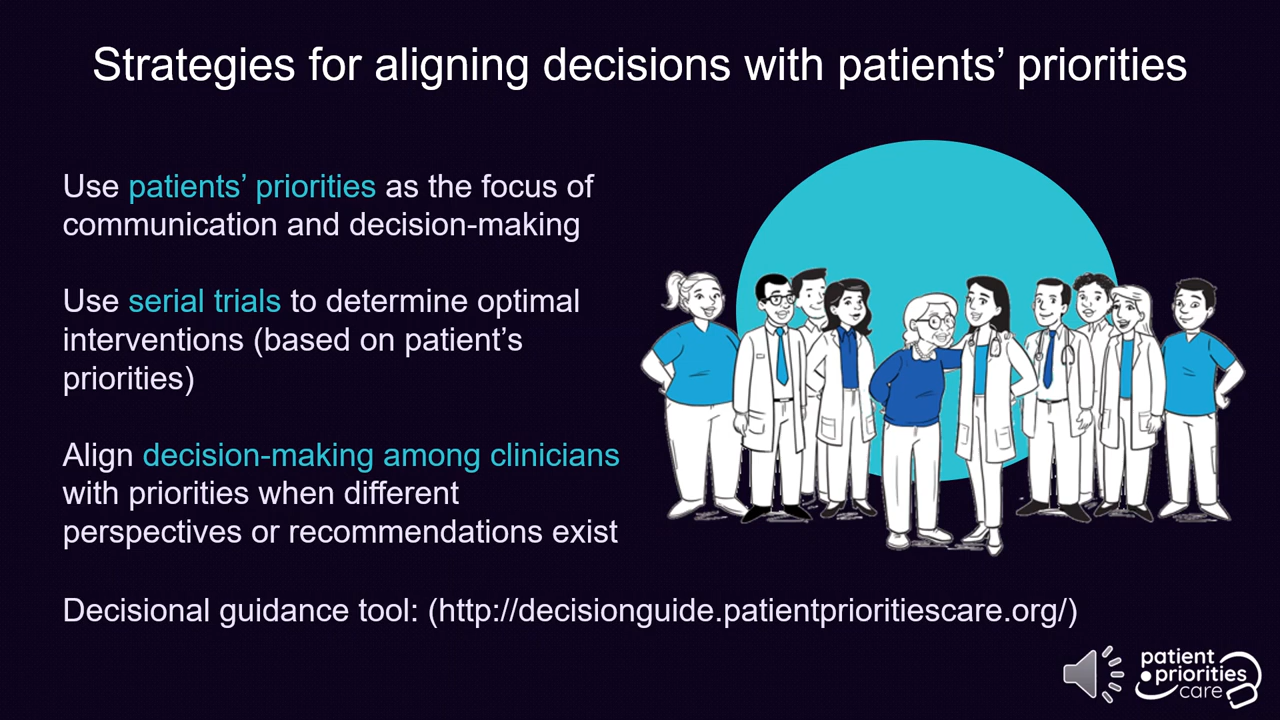 Strategies for aligning decisions with patients’ priorities
Use patients’ priorities as the focus of
communication and decision-making
Use serial trials to determine optimal
interventions (based on patient’s
priorities)
Align decision-making among clinicians
with priorities when different
perspectives or recommendations exist
Decisional guidance tool: (http://decisionguide.patientprioritiescare.org/)
patient
priorities
care